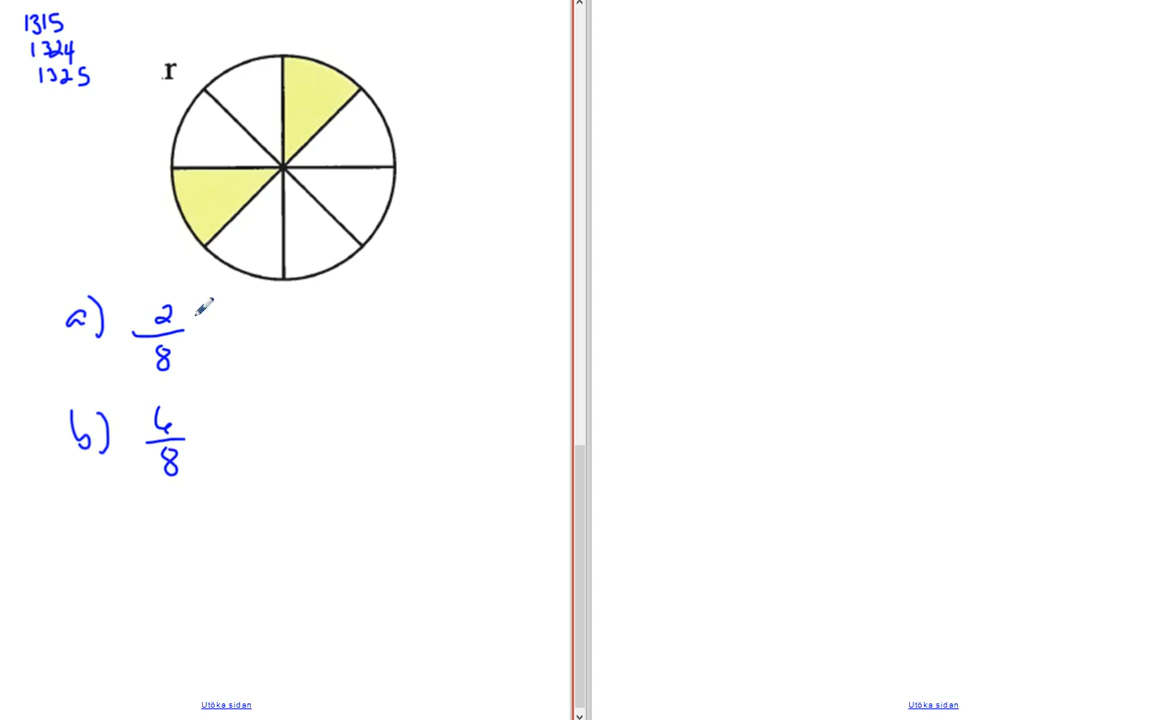 1315
1324
1325
r
a) 2/8
b) 6/8
Utöka sidan
Utöka sidan